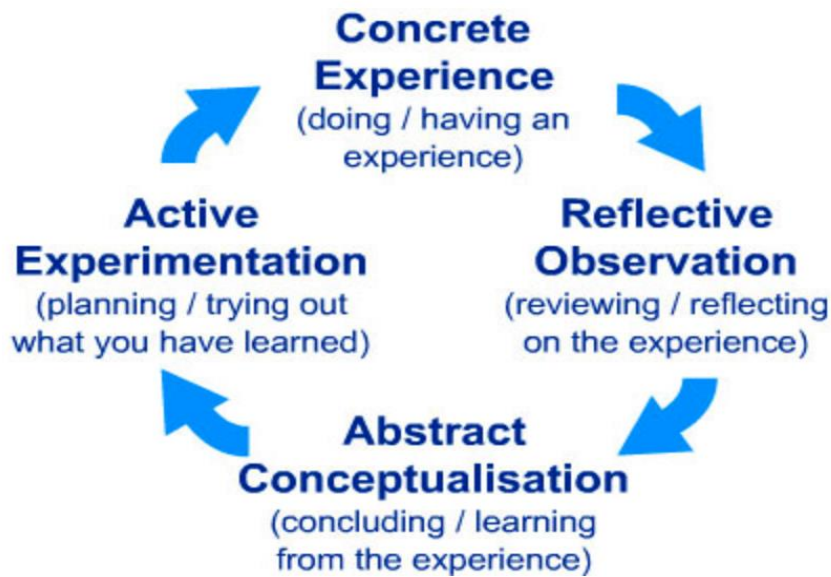 Concrete
Experience
(doing / having an
experience)
Reflective
Observation
(reviewing / reflecting
on the experience)
Abstract
Conceptualisation
(concluding / learning
from the experience)
Active
Experimentation
(planning / trying out
what you have learned)